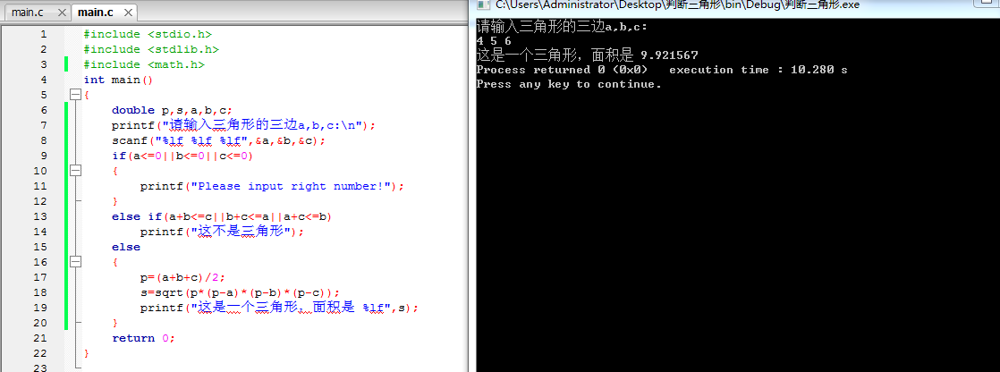 main.c main.c
1 #include <stdio.h>
2 #include <stdlib.h>
3 #include <math.h>
4 int main()
5 {
6 double p,s,a,b,c;
7 printf("请输入三角形的三边a,b,c:\n");
8 scanf("%lf %lf %lf",&a,&b,&c);
9 if(a<=0||b<=0||c<=0)
10 {
11 printf("Please input right number!");
12 }
13 else if(a+b<=c||b+c<=a||a+c<=b)
14 printf("这不是三角形");
15 else
16 {
17 p=(a+b+c)/2;
18 s=sqrt(p*(p-a)*(p-b)*(p-c));
19 printf("这是一个三角形，面积是 %lf",s);
20 }
21 return 0;
22 }
23
C:\Users\Administrator\Desktop\判断三角形\bin\Debug\判断三角形.exe
请输入三角形的三边a,b,c:
4 5 6
这是一个三角形，面积是 9.921567
Process returned 0 (0x0) execution time : 10.280 s
Press any key to continue.